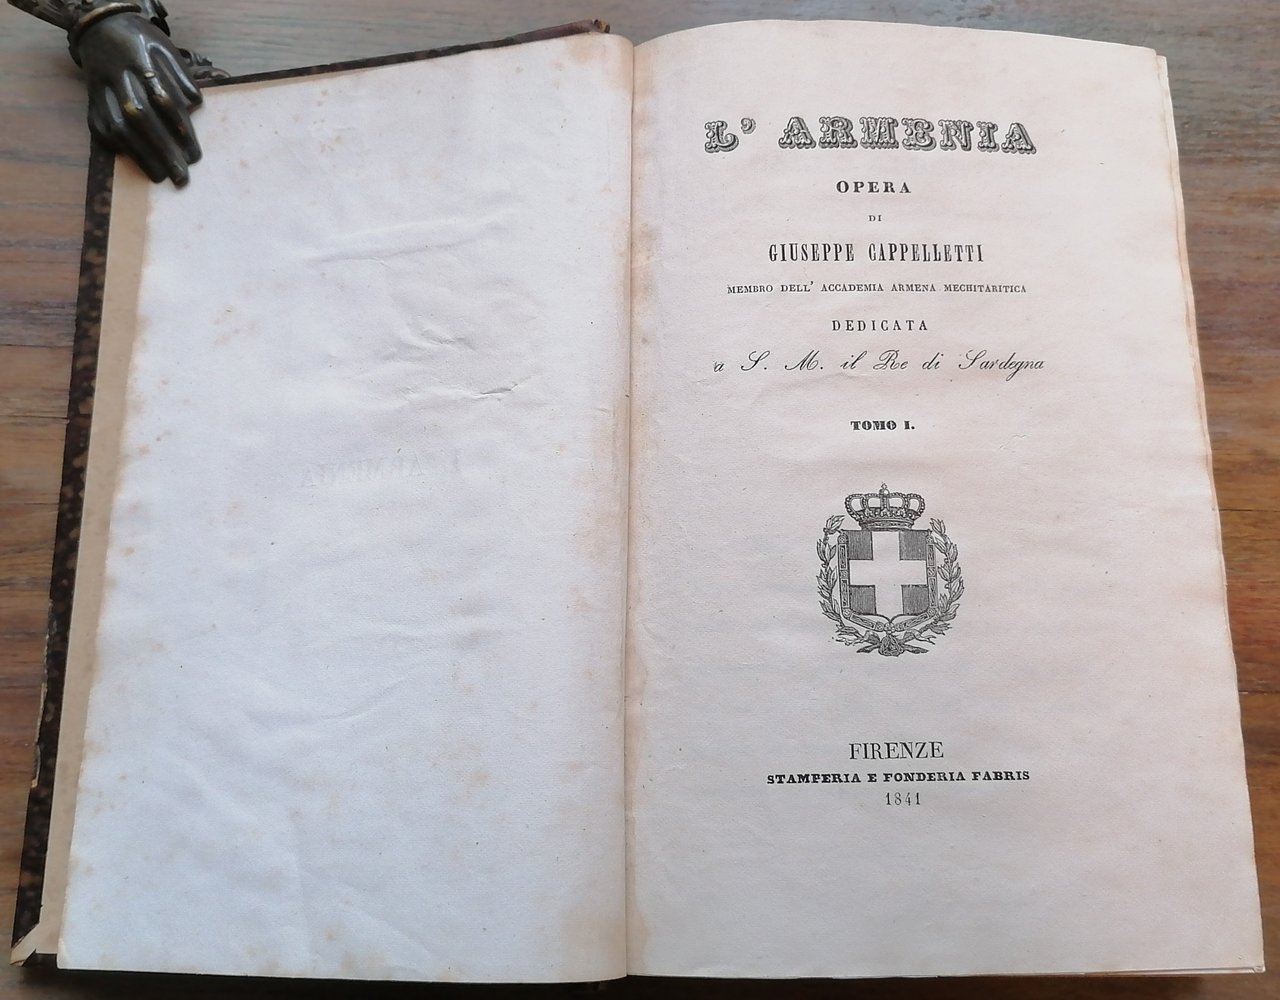 L' ARMENIA
OPERA
DI
GIUSEPPE CAPPELLETTI
MEMBRO DELL' ACCADEMIA ARMENA MECHITARITICA
DEDICATA
a S. M. il Re di Sardegna
TOMO I.
FIRENZE
STAMPERIA E FONDERIA FABRIS
1841